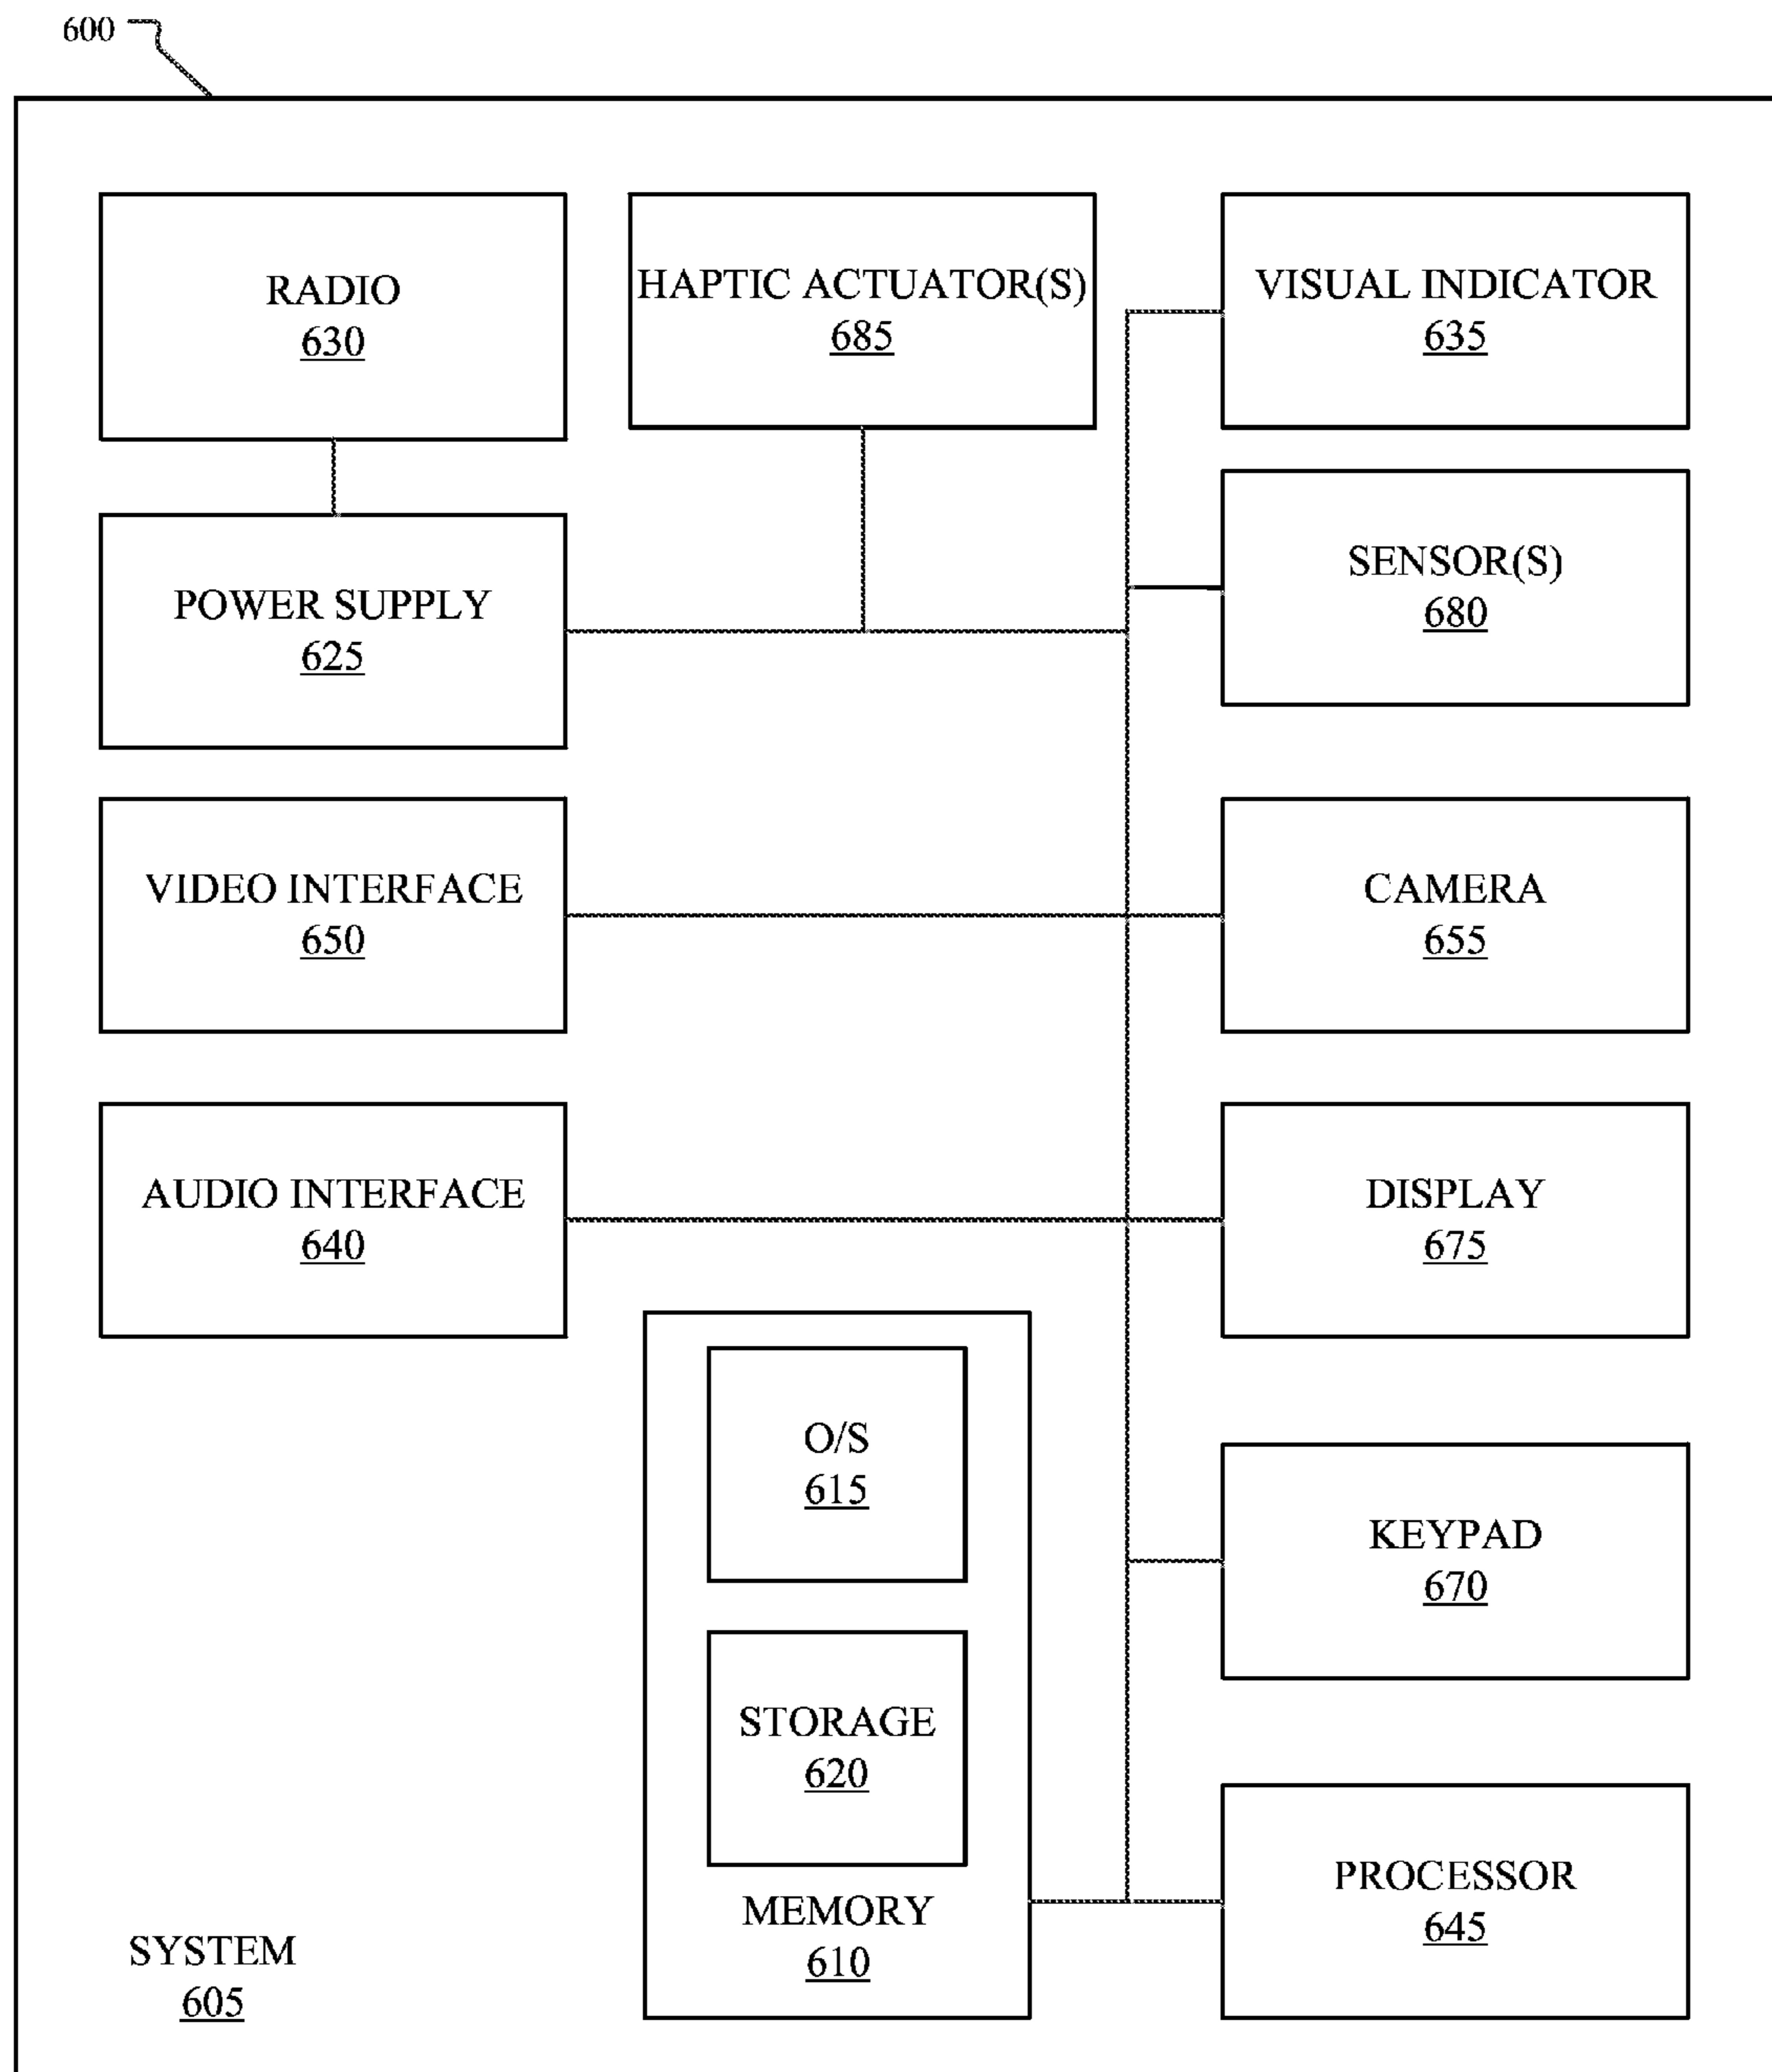 600
RADIO
630
HAPTIC ACTUATOR(S)
685
VISUAL INDICATOR
635
POWER SUPPLY
625
SENSOR(S)
680
VIDEO INTERFACE
650
CAMERA
655
AUDIO INTERFACE
640
DISPLAY
675
O/S
615
KEYPAD
670
STORAGE
620
MEMORY
610
PROCESSOR
645
SYSTEM
605